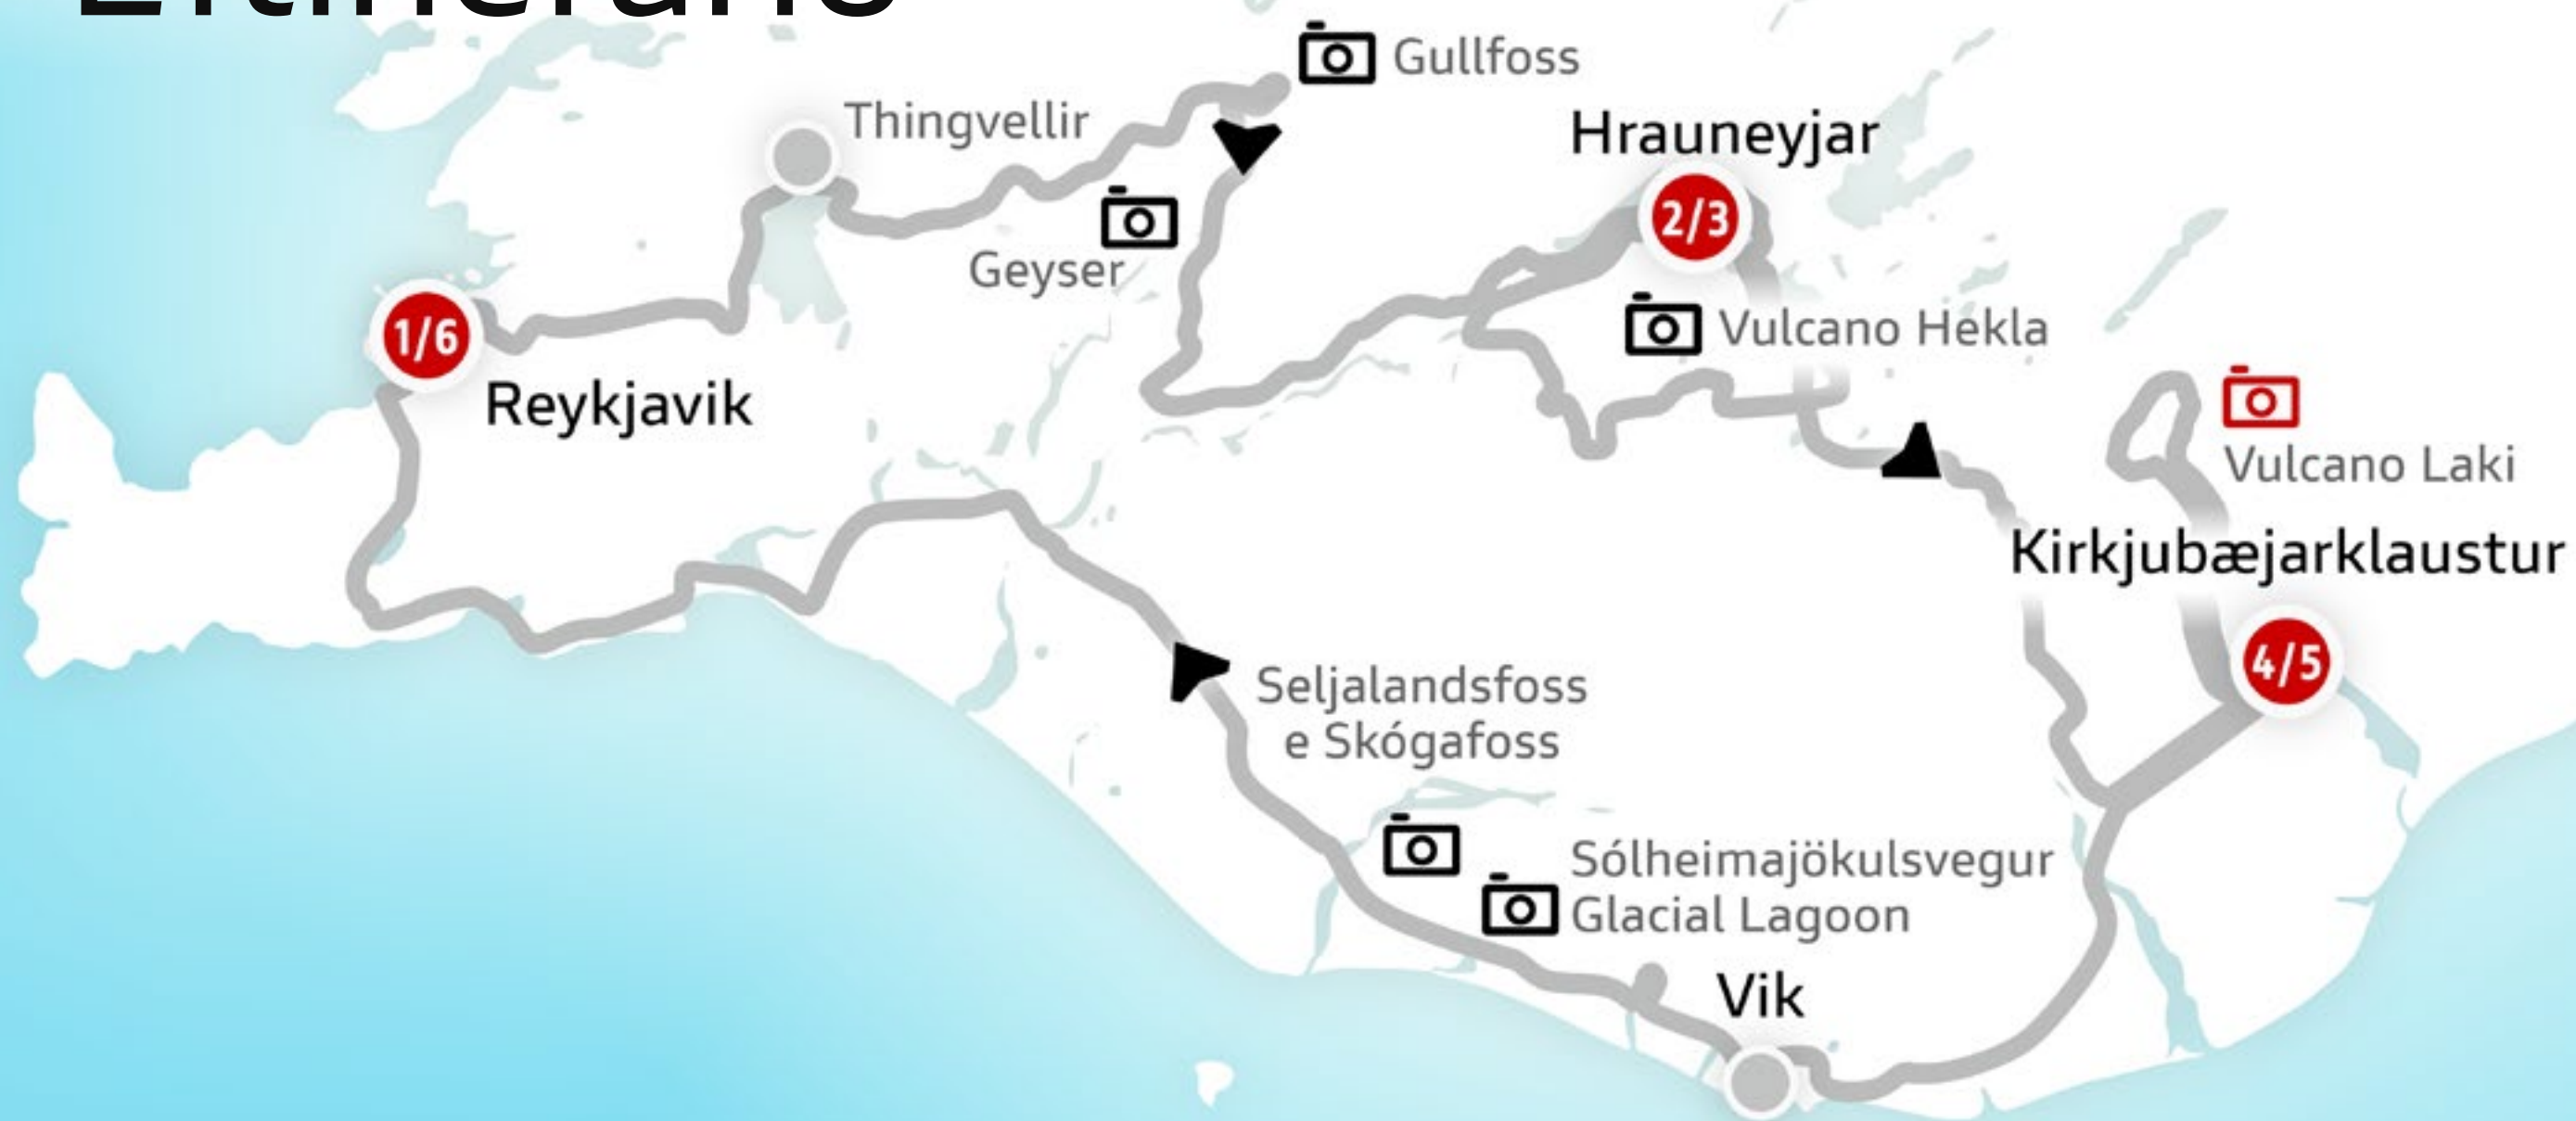 L'itinerario
Gullfoss
Thingvellir
Hrauneyjar
2/3
Geyser
Vulcano Hekla
1/6
Reykjavik
Vulcano Laki
Kirkjubæjarklaustur
4/5
Seljalandsfoss
e Skógafoss
Sólheimajökulsvegur
Glacial Lagoon
Vik